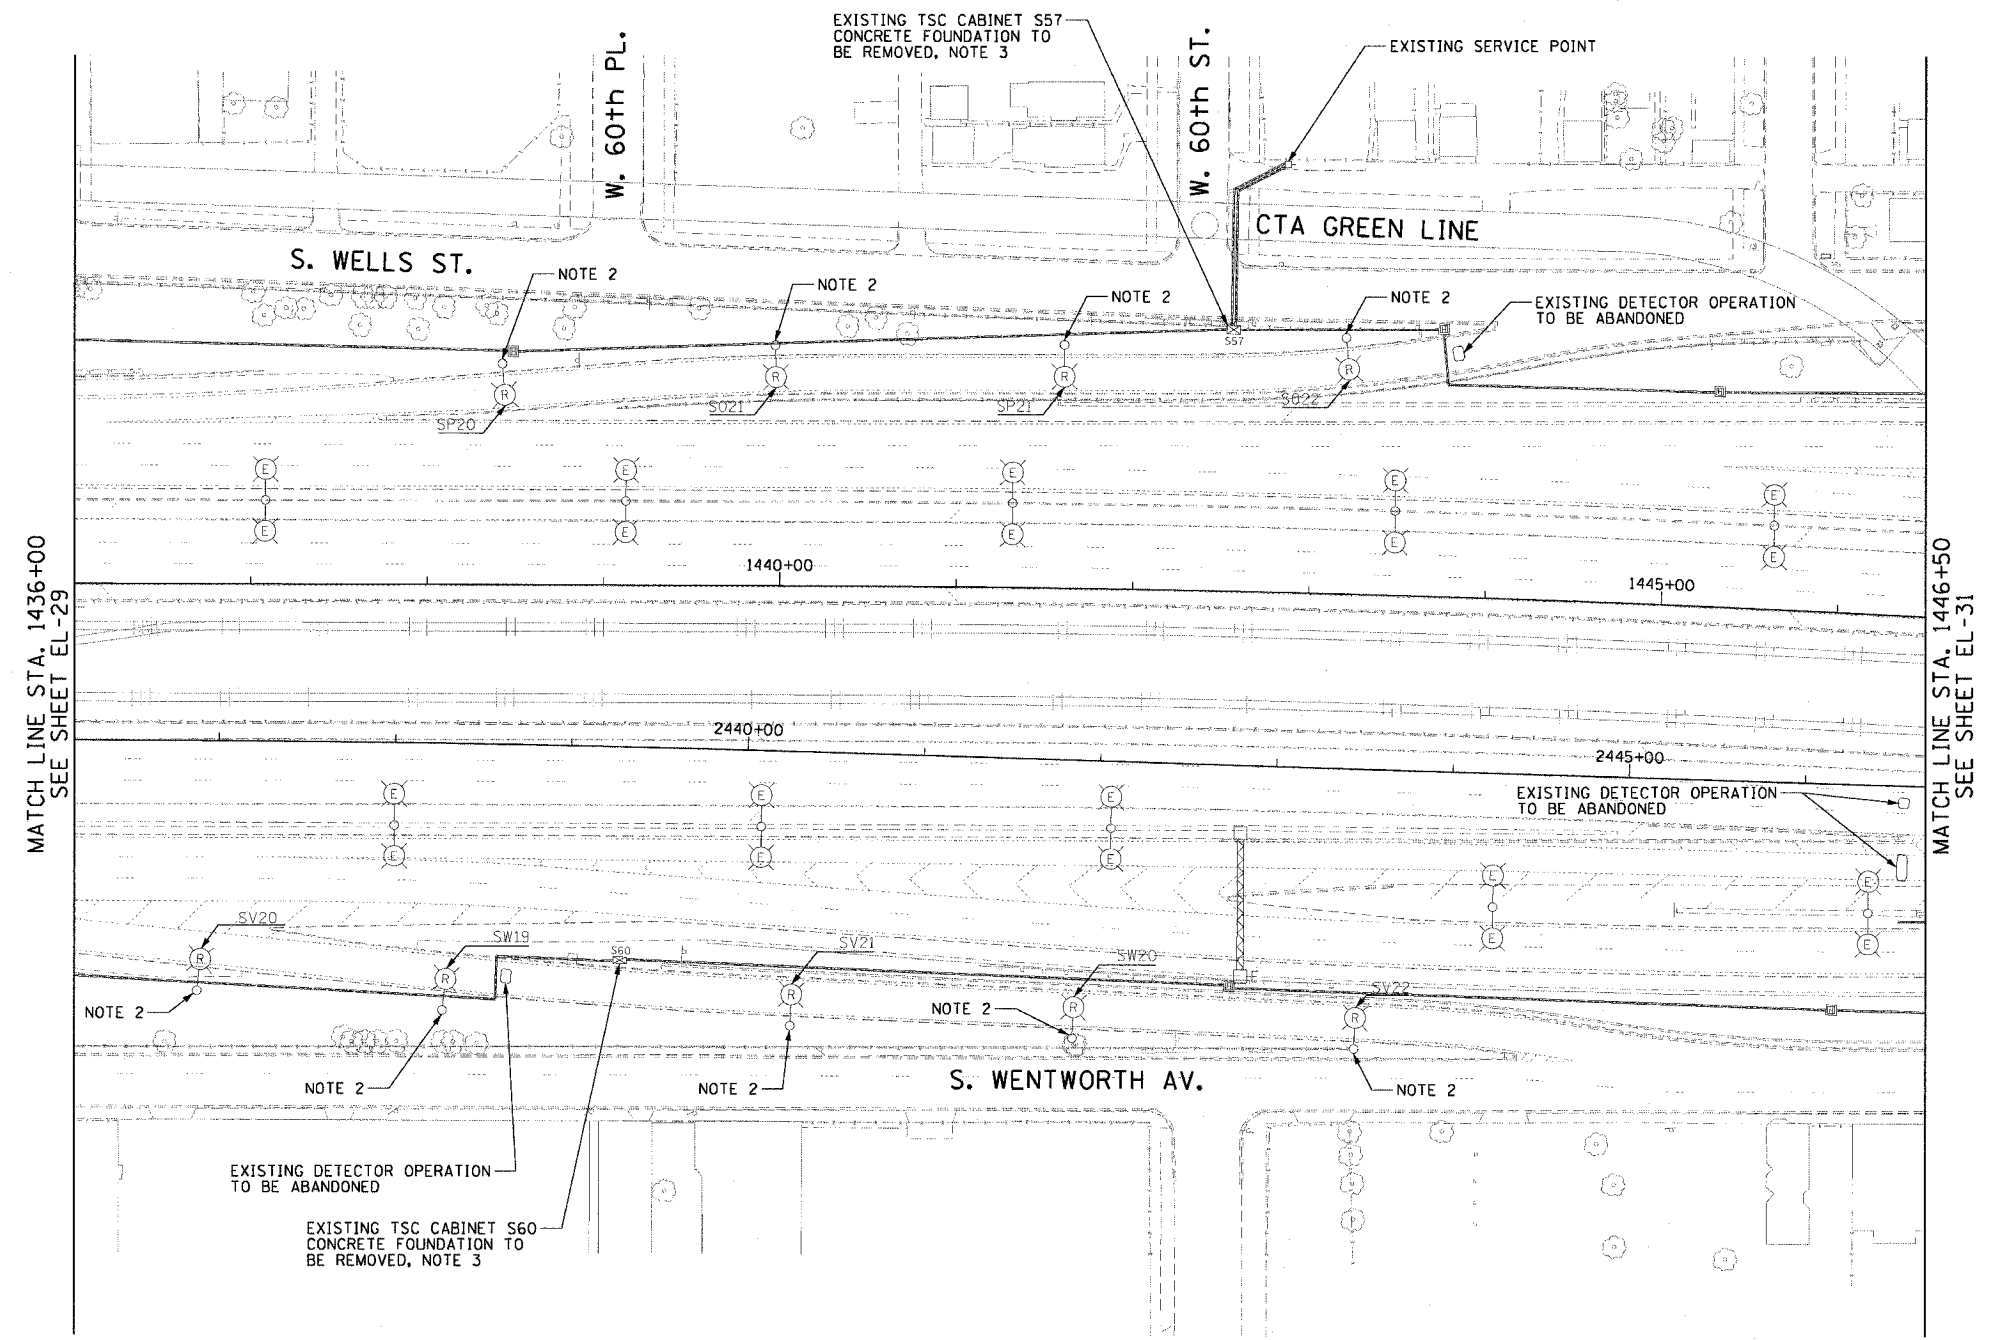 EXISTING TSC CABINET S57
CONCRETE FOUNDATION TO
BE REMOVED, NOTE 3
W. 60th PL.
W. 60th ST.
EXISTING SERVICE POINT
CTA GREEN LINE
S. WELLS ST.
NOTE 2
NOTE 2
NOTE 2
NOTE 2
EXISTING DETECTOR OPERATION
TO BE ABANDONED
S57
R
R
R
R
SP20
SO21
SP21
SO22
E
E
E
E
E
E
E
E
E
E
1440+00
1445+00
MATCH LINE STA. 1436+00
SEE SHEET EL-29
MATCH LINE STA. 1446+50
SEE SHEET EL-31
2440+00
2445+00
EXISTING DETECTOR OPERATION
TO BE ABANDONED
E
E
E
E
E
E
E
E
E
E
SV20
SW19
S60
SV21
SW20
SV22
R
R
R
R
R
NOTE 2
NOTE 2
NOTE 2
NOTE 2
NOTE 2
S. WENTWORTH AV.
EXISTING DETECTOR OPERATION
TO BE ABANDONED
EXISTING TSC CABINET S60
CONCRETE FOUNDATION TO
BE REMOVED, NOTE 3